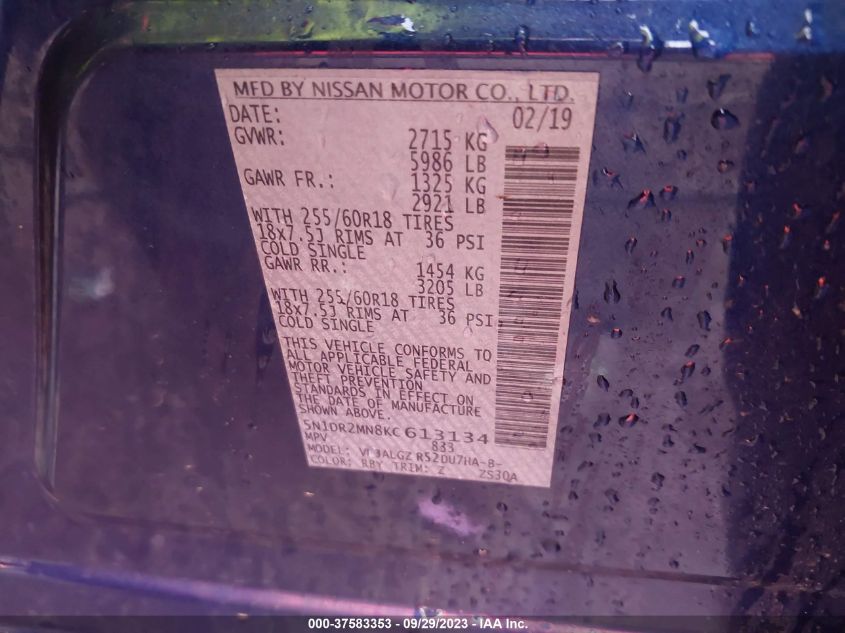 MFD BY NISSAN MOTOR CO., LTD.
DATE: 02/19
GVWR: 2715 KG
5986 LB
GAWR FR.: 1325 KG
2921 LB
WITH 255/60R18 TIRES
18x7.5J RIMS AT 36 PSI
COLD SINGLE
GAWR RR.: 1454 KG
3205 LB
WITH 255/60R18 TIRES
18x7.5J RIMS AT 36 PSI
COLD SINGLE
THIS VEHICLE CONFORMS TO
ALL APPLICABLE FEDERAL
MOTOR VEHICLE SAFETY AND
THEFT PREVENTION
STANDARDS IN EFFECT ON
THE DATE OF MANUFACTURE
SHOWN ABOVE.
5N1DR2MN8KC613134
MPV 833
MODEL: R52DU7HA-B-
COLOR: RBY TRIM: Z ZS30A
000-37583353 • 09/29/2023 - IAA Inc.